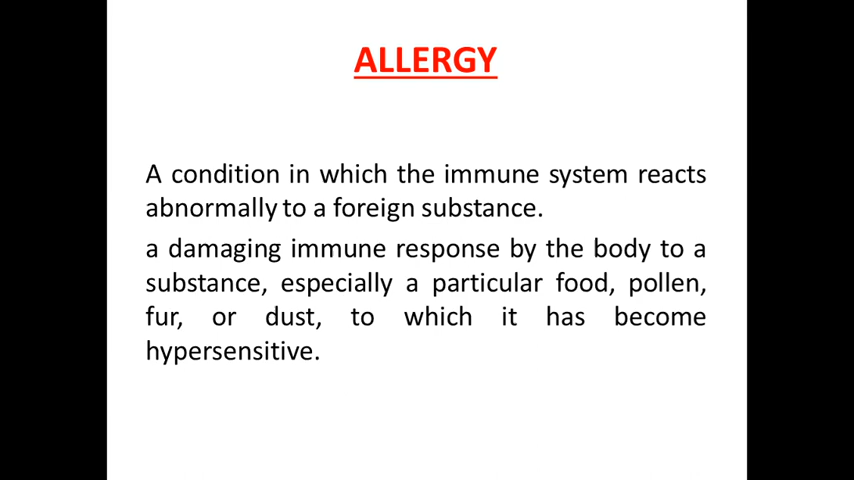 ALLERGY
A condition in which the immune system reacts
abnormally to a foreign substance.
a damaging immune response by the body to a
substance, especially a particular food, pollen,
fur, or dust, to which it has become
hypersensitive.